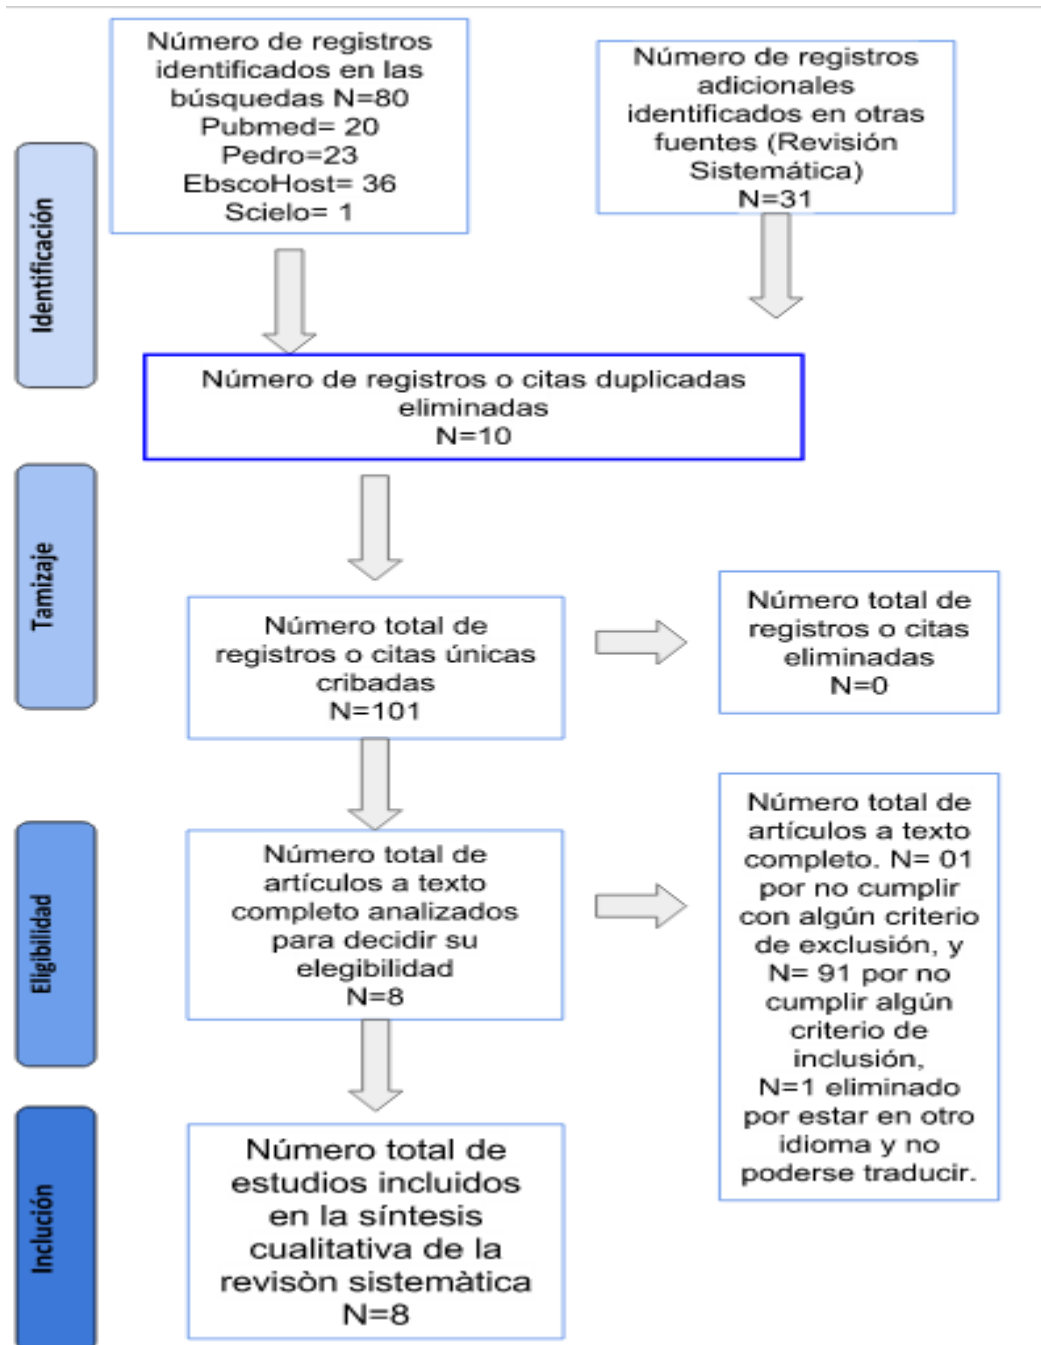 Identificación
Número de registros
identificados en las
búsquedas N=80
Pubmed= 20
Pedro=23
EbscoHost= 36
Scielo= 1
Número de registros
adicionales
identificados en otras
fuentes (Revisión
Sistemática)
N=31
Número de registros o citas duplicadas
eliminadas
N=10
Tamizaje
Número total de
registros o citas únicas
cribadas
N=101
Número total de
registros o citas
eliminadas
N=0
Eligibilidad
Número total de
artículos a texto
completo analizados
para decidir su
elegibilidad
N=8
Número total de
artículos a texto
completo. N= 01
por no cumplir
con algún criterio
de exclusión, y
N= 91 por no
cumplir algún
criterio de
inclusión,
N=1 eliminado
por estar en otro
idioma y no
poderse traducir.
Inclución
Número total de
estudios incluidos
en la síntesis
cualitativa de la
revisòn sistemàtica
N=8